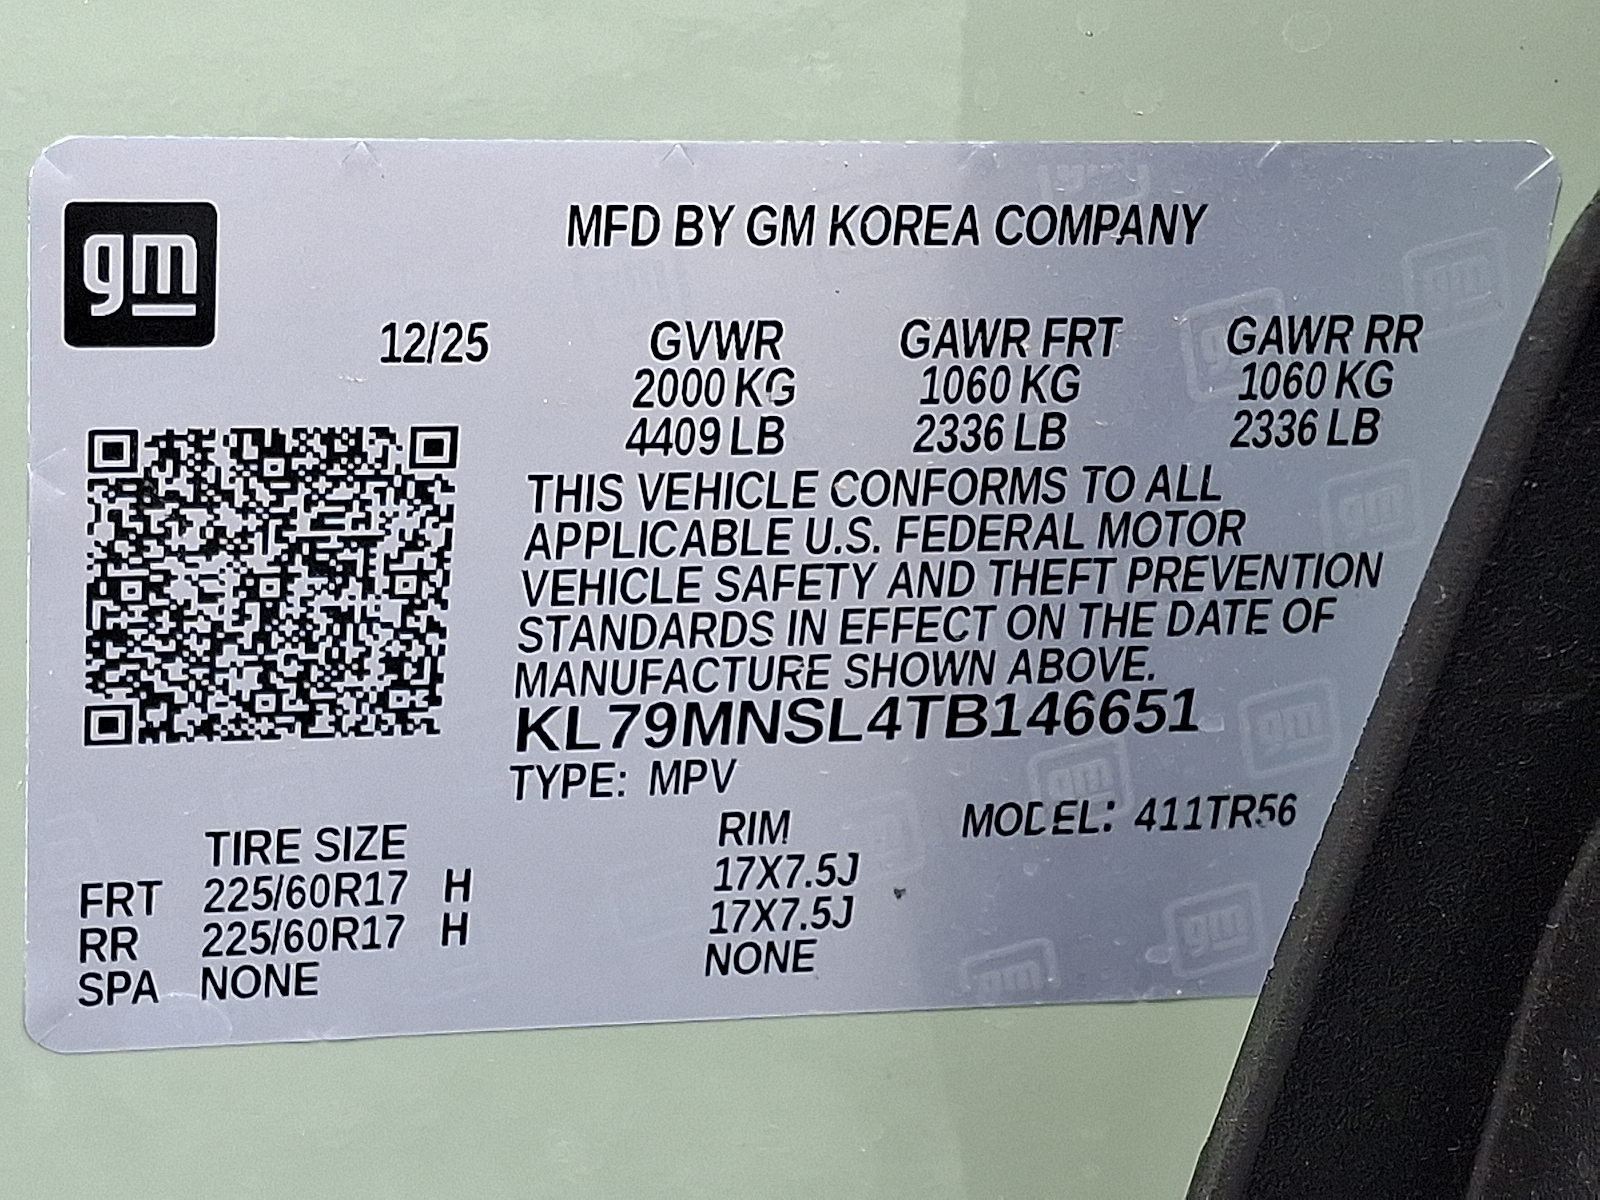 gm
MFD BY GM KOREA COMPANY
12/25 GVWR GAWR FRT GAWR RR
2000 KG 1060 KG 1060 KG
4409 LB 2336 LB 2336 LB
THIS VEHICLE CONFORMS TO ALL
APPLICABLE U.S. FEDERAL MOTOR
VEHICLE SAFETY AND THEFT PREVENTION
STANDARDS IN EFFECT ON THE DATE OF
MANUFACTURE SHOWN ABOVE.
KL79MNSL4TB146651
TYPE: MPV
MODEL: 411TR56
TIRE SIZE RIM
FRT 225/60R17 H 17X7.5J
RR 225/60R17 H 17X7.5J
SPA NONE NONE